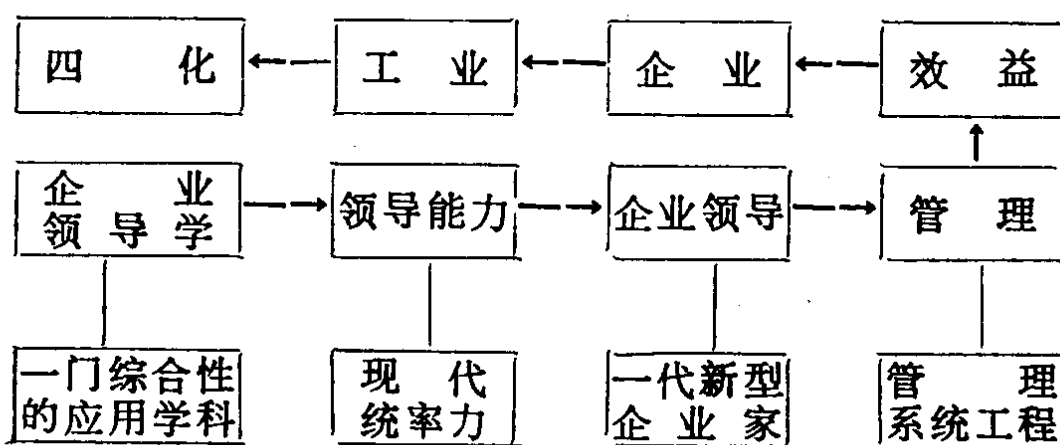 四化
工业
企业
效益
企业
领导学
领导能力
企业领导
管理
一门综合性
的应用学科
现代
统率力
一代新型
企业家
管理
系统工程